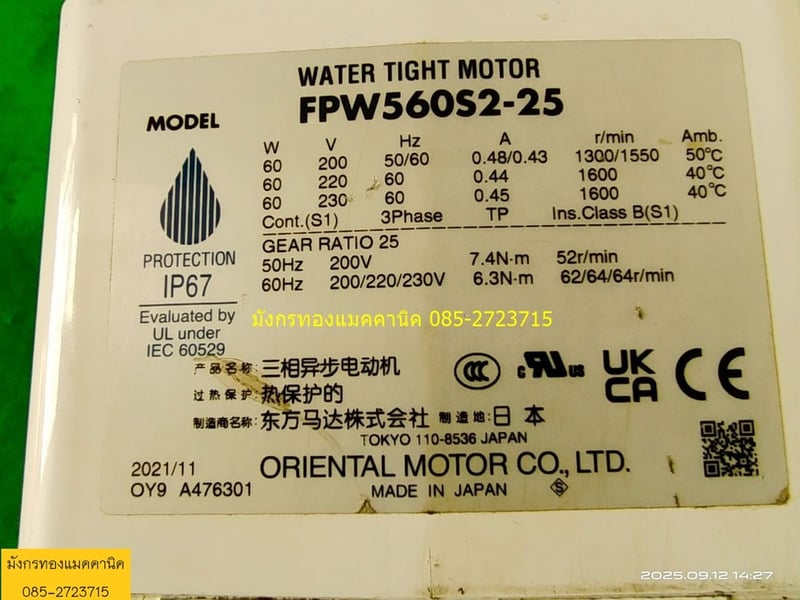 WATER TIGHT MOTOR
MODEL FPW560S2-25
W V Hz A r/min Amb.
60 200 50/60 0.48/0.43 1300/1550 50℃
60 220 60 0.44 1600 40℃
60 230 60 0.45 1600 40℃
Cont.(S1) 3Phase TP Ins.Class B(S1)
GEAR RATIO 25
50Hz 200V 7.4N·m 52r/min
60Hz 200/220/230V 6.3N·m 62/64/64r/min
PROTECTION
IP67
Evaluated by
UL under
IEC 60529
มังกรทองแมคคานิค 085-2723715
产品名称: 三相异步电动机
过热保护: 热保护的
制造商名称: 东方马达株式会社 制造地: 日本
TOKYO 110-8536 JAPAN
CCC c RU us UK CA CE
2021/11 ORIENTAL MOTOR CO., LTD.
OY9 A476301 MADE IN JAPAN S
มังกรทองแมคคานิค
085-2723715
2025.09.12 14:27